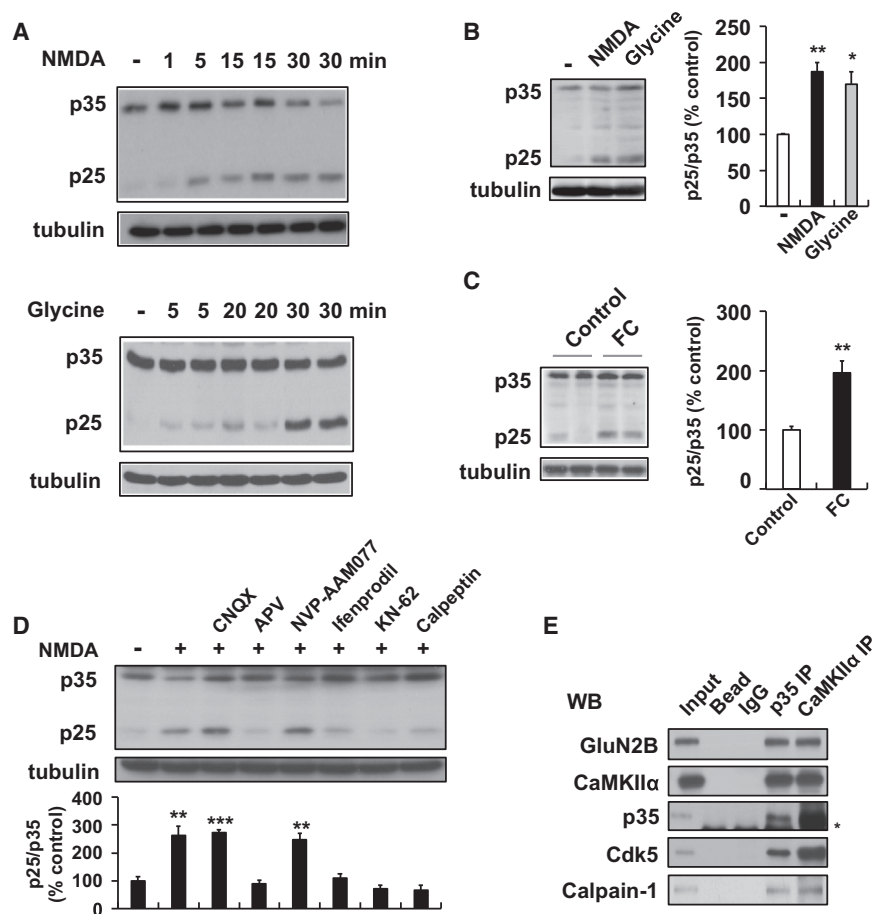 A
NMDA - 1 5 15 15 30 30 min
p35
p25
tubulin
Glycine - 5 5 20 20 30 30 min
p35
p25
tubulin
B
- NMDA Glycine
p35
p25
tubulin
p25/p35 (% control)
250
200
150
100
50
0
** *
- NMDA Glycine
C
Control FC
p35
p25
tubulin
p25/p35 (% control)
300
200
100
0
**
Control FC
D
CNQX APV NVP-AAM077 Ifenprodil KN-62 Calpeptin
NMDA - + + + + + + +
p35
p25
tubulin
p25/p35
(% control)
400
300
200
100
0
** *** **
E
WB Input Bead IgG p35 IP CaMKIIα IP
GluN2B
CaMKIIα
p35 *
Cdk5
Calpain-1